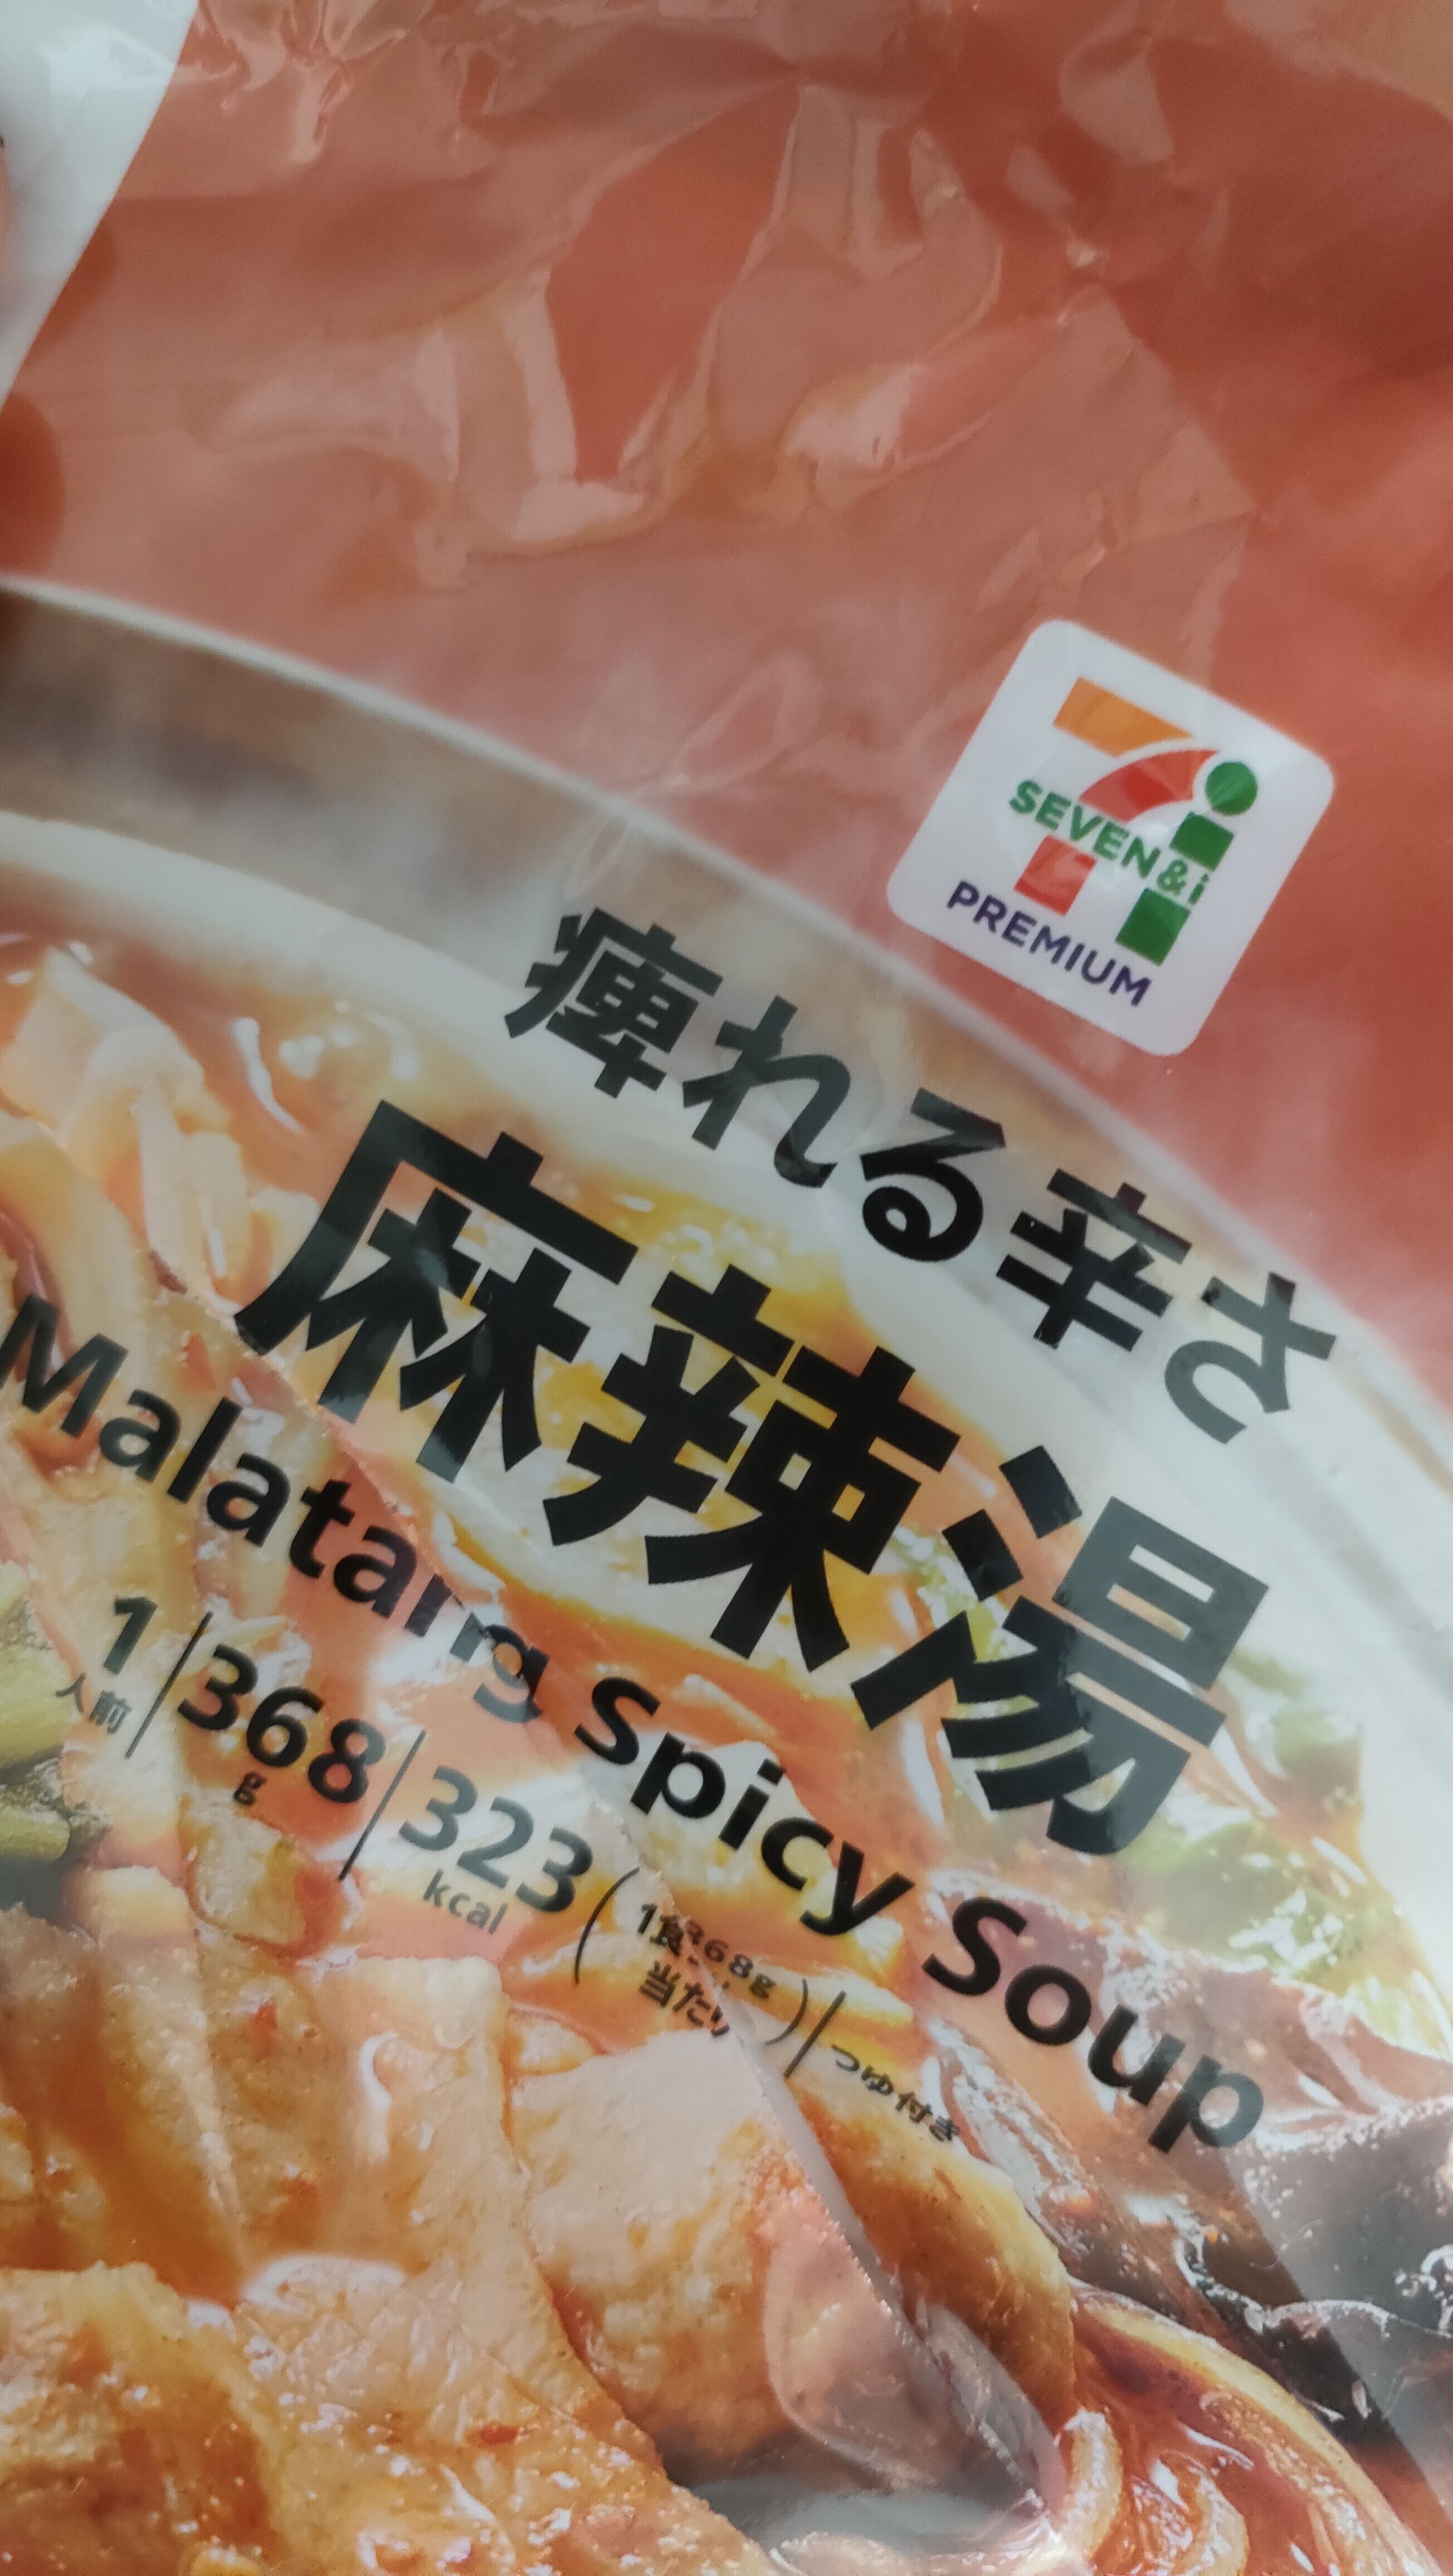 SEVEN&i
PREMIUM
痺れる辛さ
麻辣湯
Malatang Spicy Soup
1人前 368g 323kcal (1食368g当たり) つゆ付き